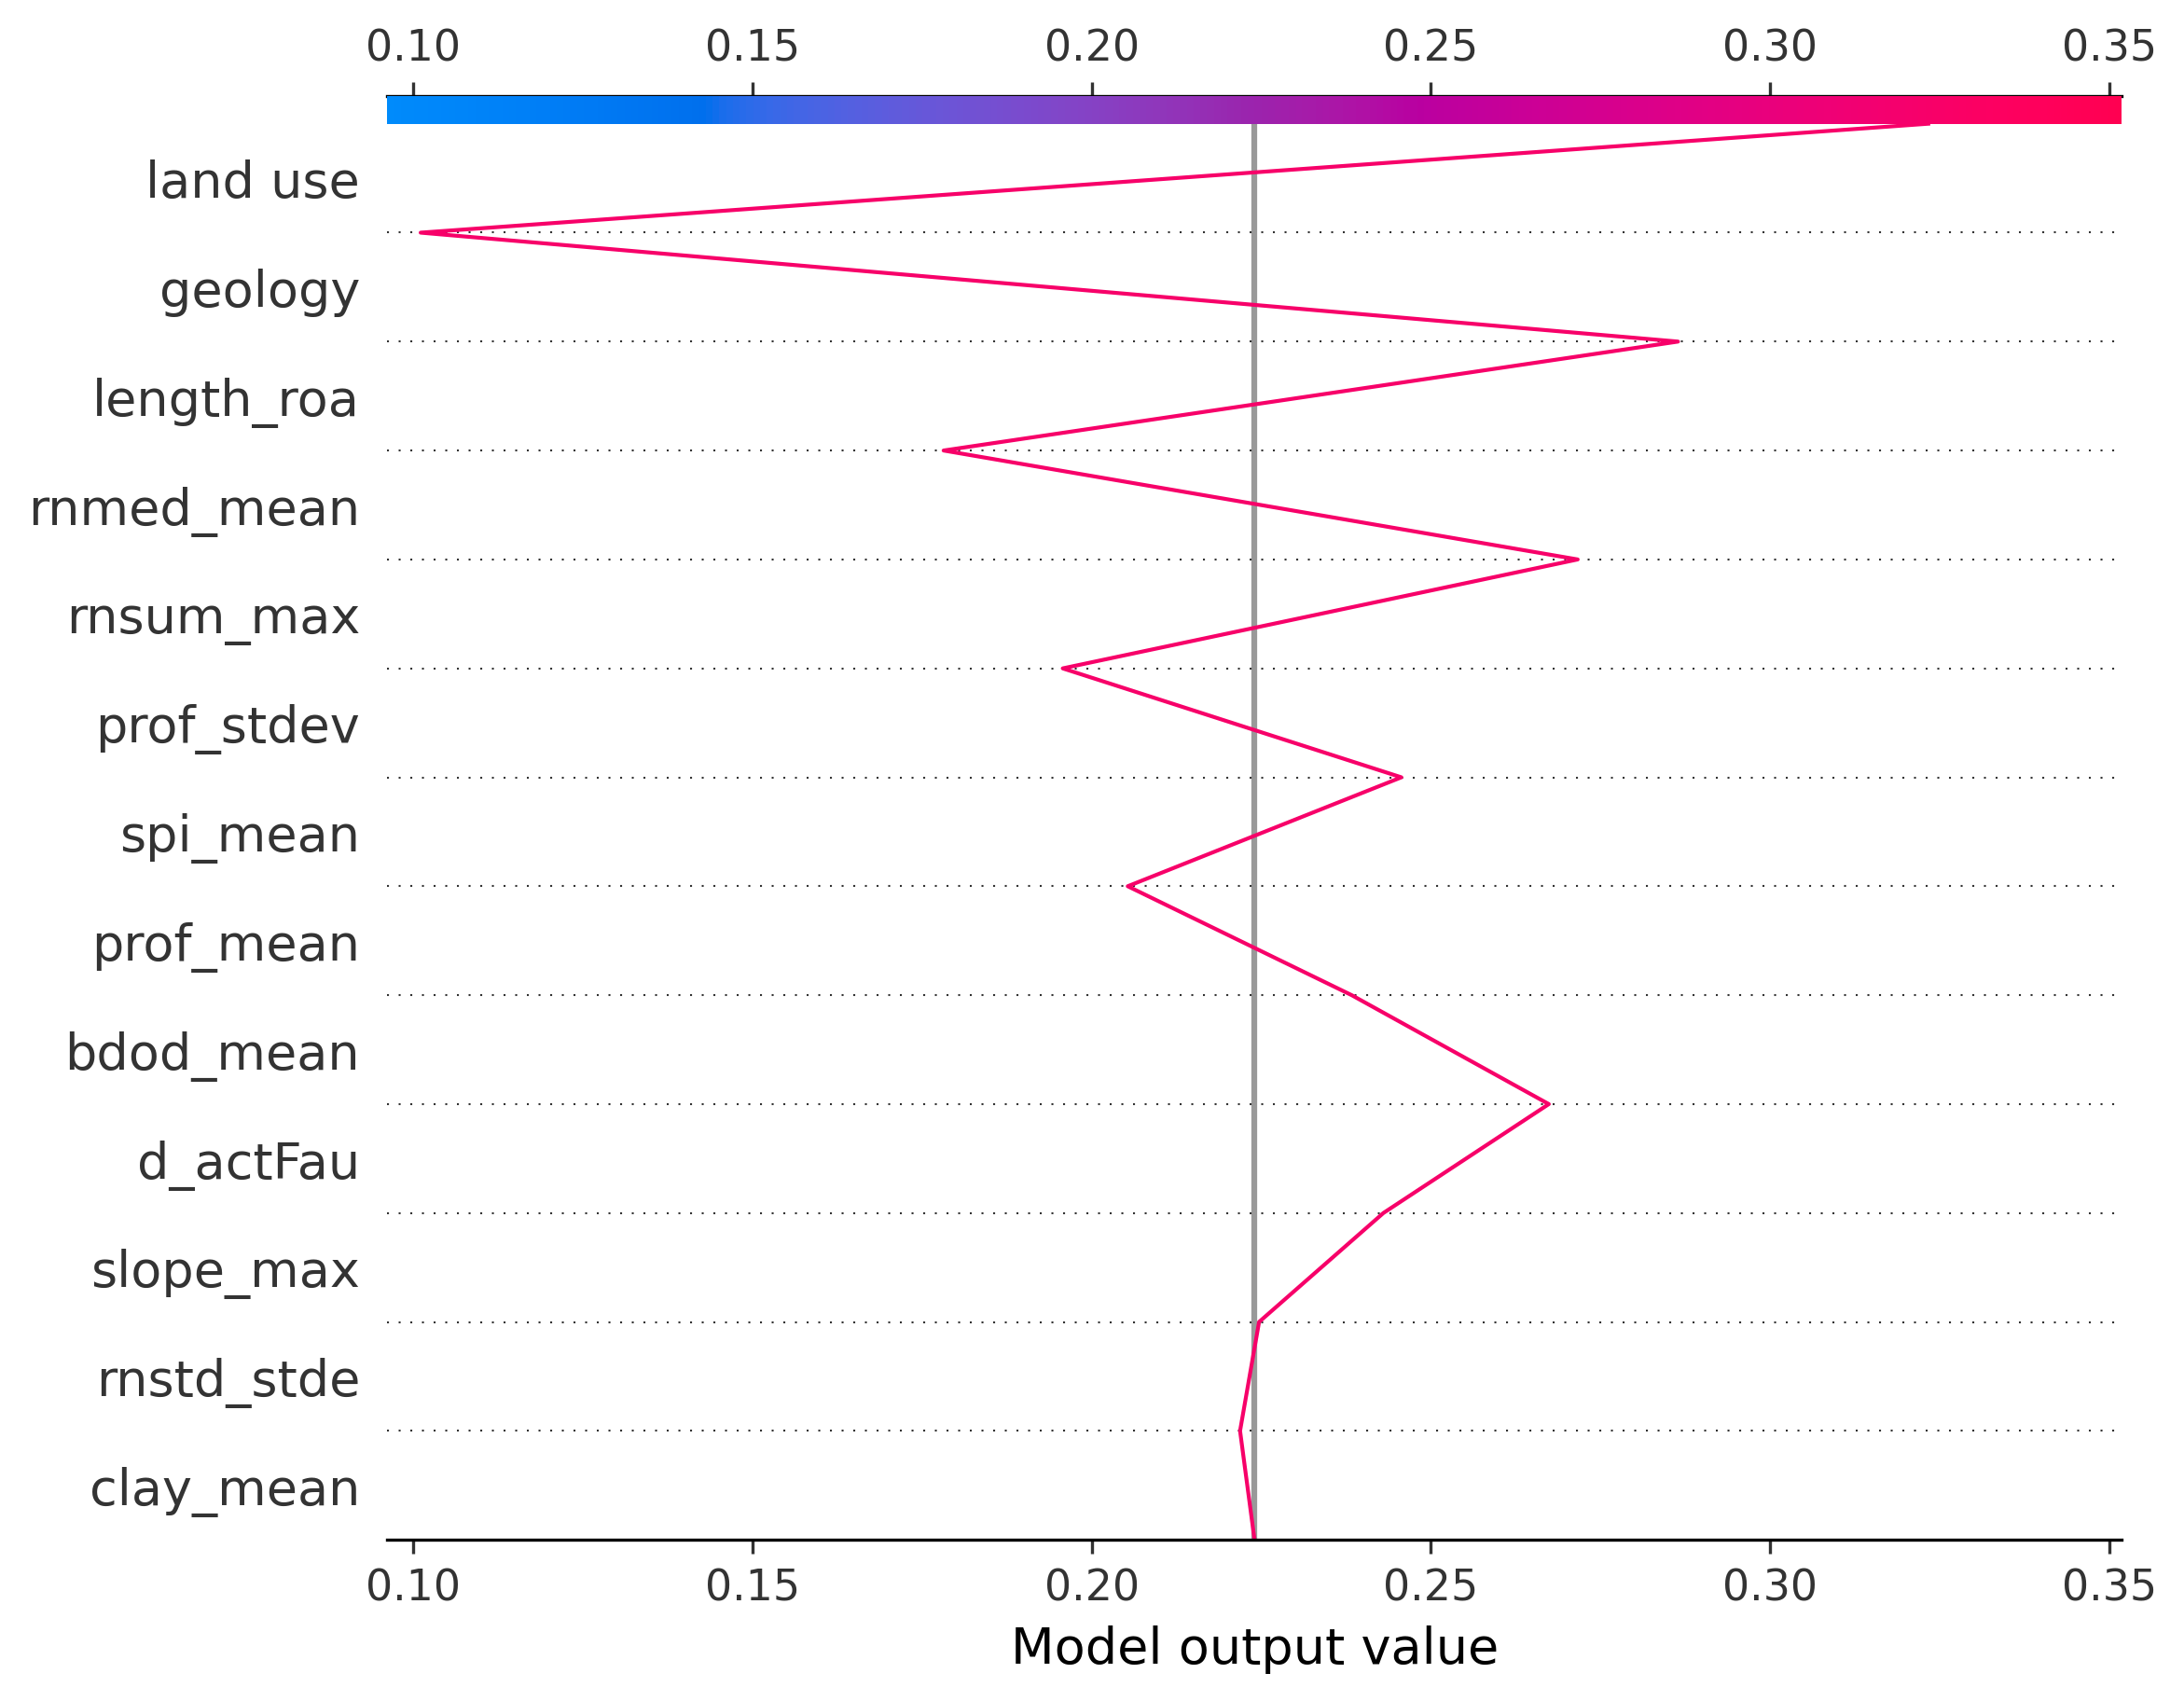 0.10 0.15 0.20 0.25 0.30 0.35
land use
geology
length_roa
rnmed_mean
rnsum_max
prof_stdev
spi_mean
prof_mean
bdod_mean
d_actFau
slope_max
rnstd_stde
clay_mean
0.10 0.15 0.20 0.25 0.30 0.35
Model output value